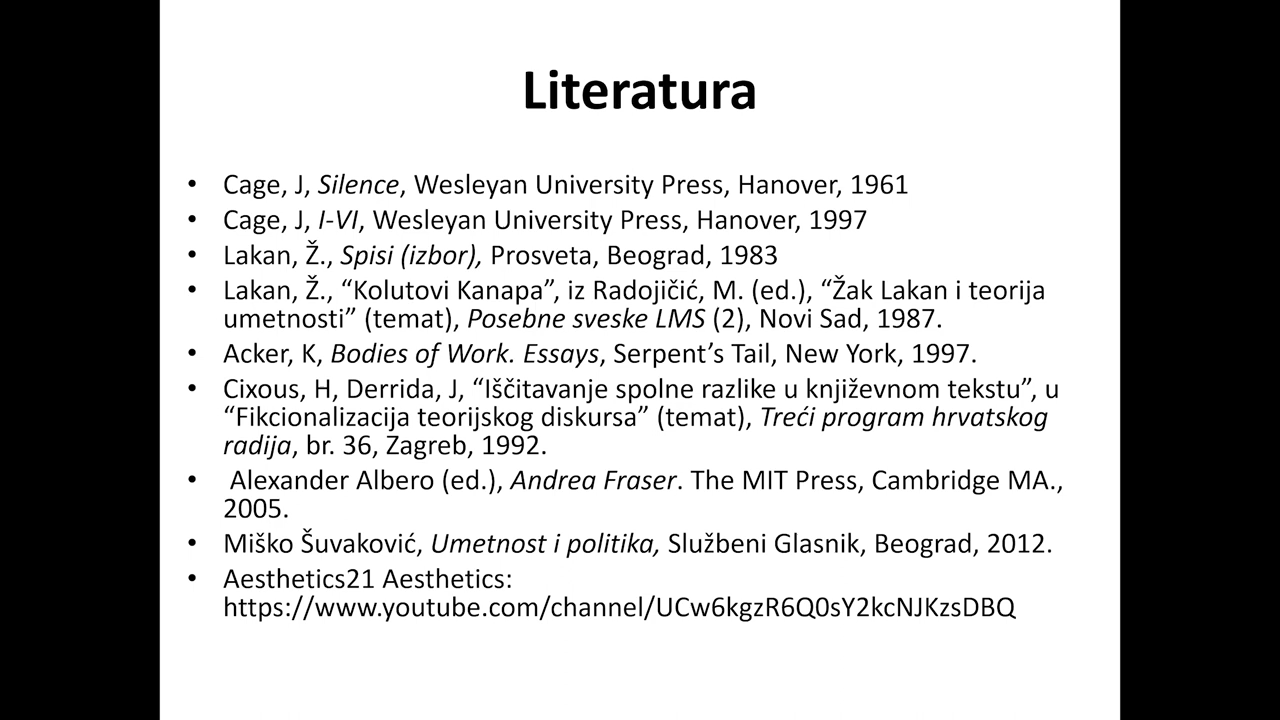 Literatura
• Cage, J, Silence, Wesleyan University Press, Hanover, 1961
• Cage, J, I-VI, Wesleyan University Press, Hanover, 1997
• Lakan, Ž., Spisi (izbor), Prosveta, Beograd, 1983
• Lakan, Ž., “Kolutovi Kanapa”, iz Radojičić, M. (ed.), “Žak Lakan i teorija
umetnosti” (temat), Posebne sveske LMS (2), Novi Sad, 1987.
• Acker, K, Bodies of Work. Essays, Serpent’s Tail, New York, 1997.
• Cixous, H, Derrida, J, “Iščitavanje spolne razlike u književnom tekstu”, u
“Fikcionalizacija teorijskog diskursa” (temat), Treći program hrvatskog
radija, br. 36, Zagreb, 1992.
• Alexander Albero (ed.), Andrea Fraser. The MIT Press, Cambridge MA.,
2005.
• Miško Šuvaković, Umetnost i politika, Službeni Glasnik, Beograd, 2012.
• Aesthetics21 Aesthetics:
https://www.youtube.com/channel/UCw6kgzR6Q0sY2kcNJKzsDBQ